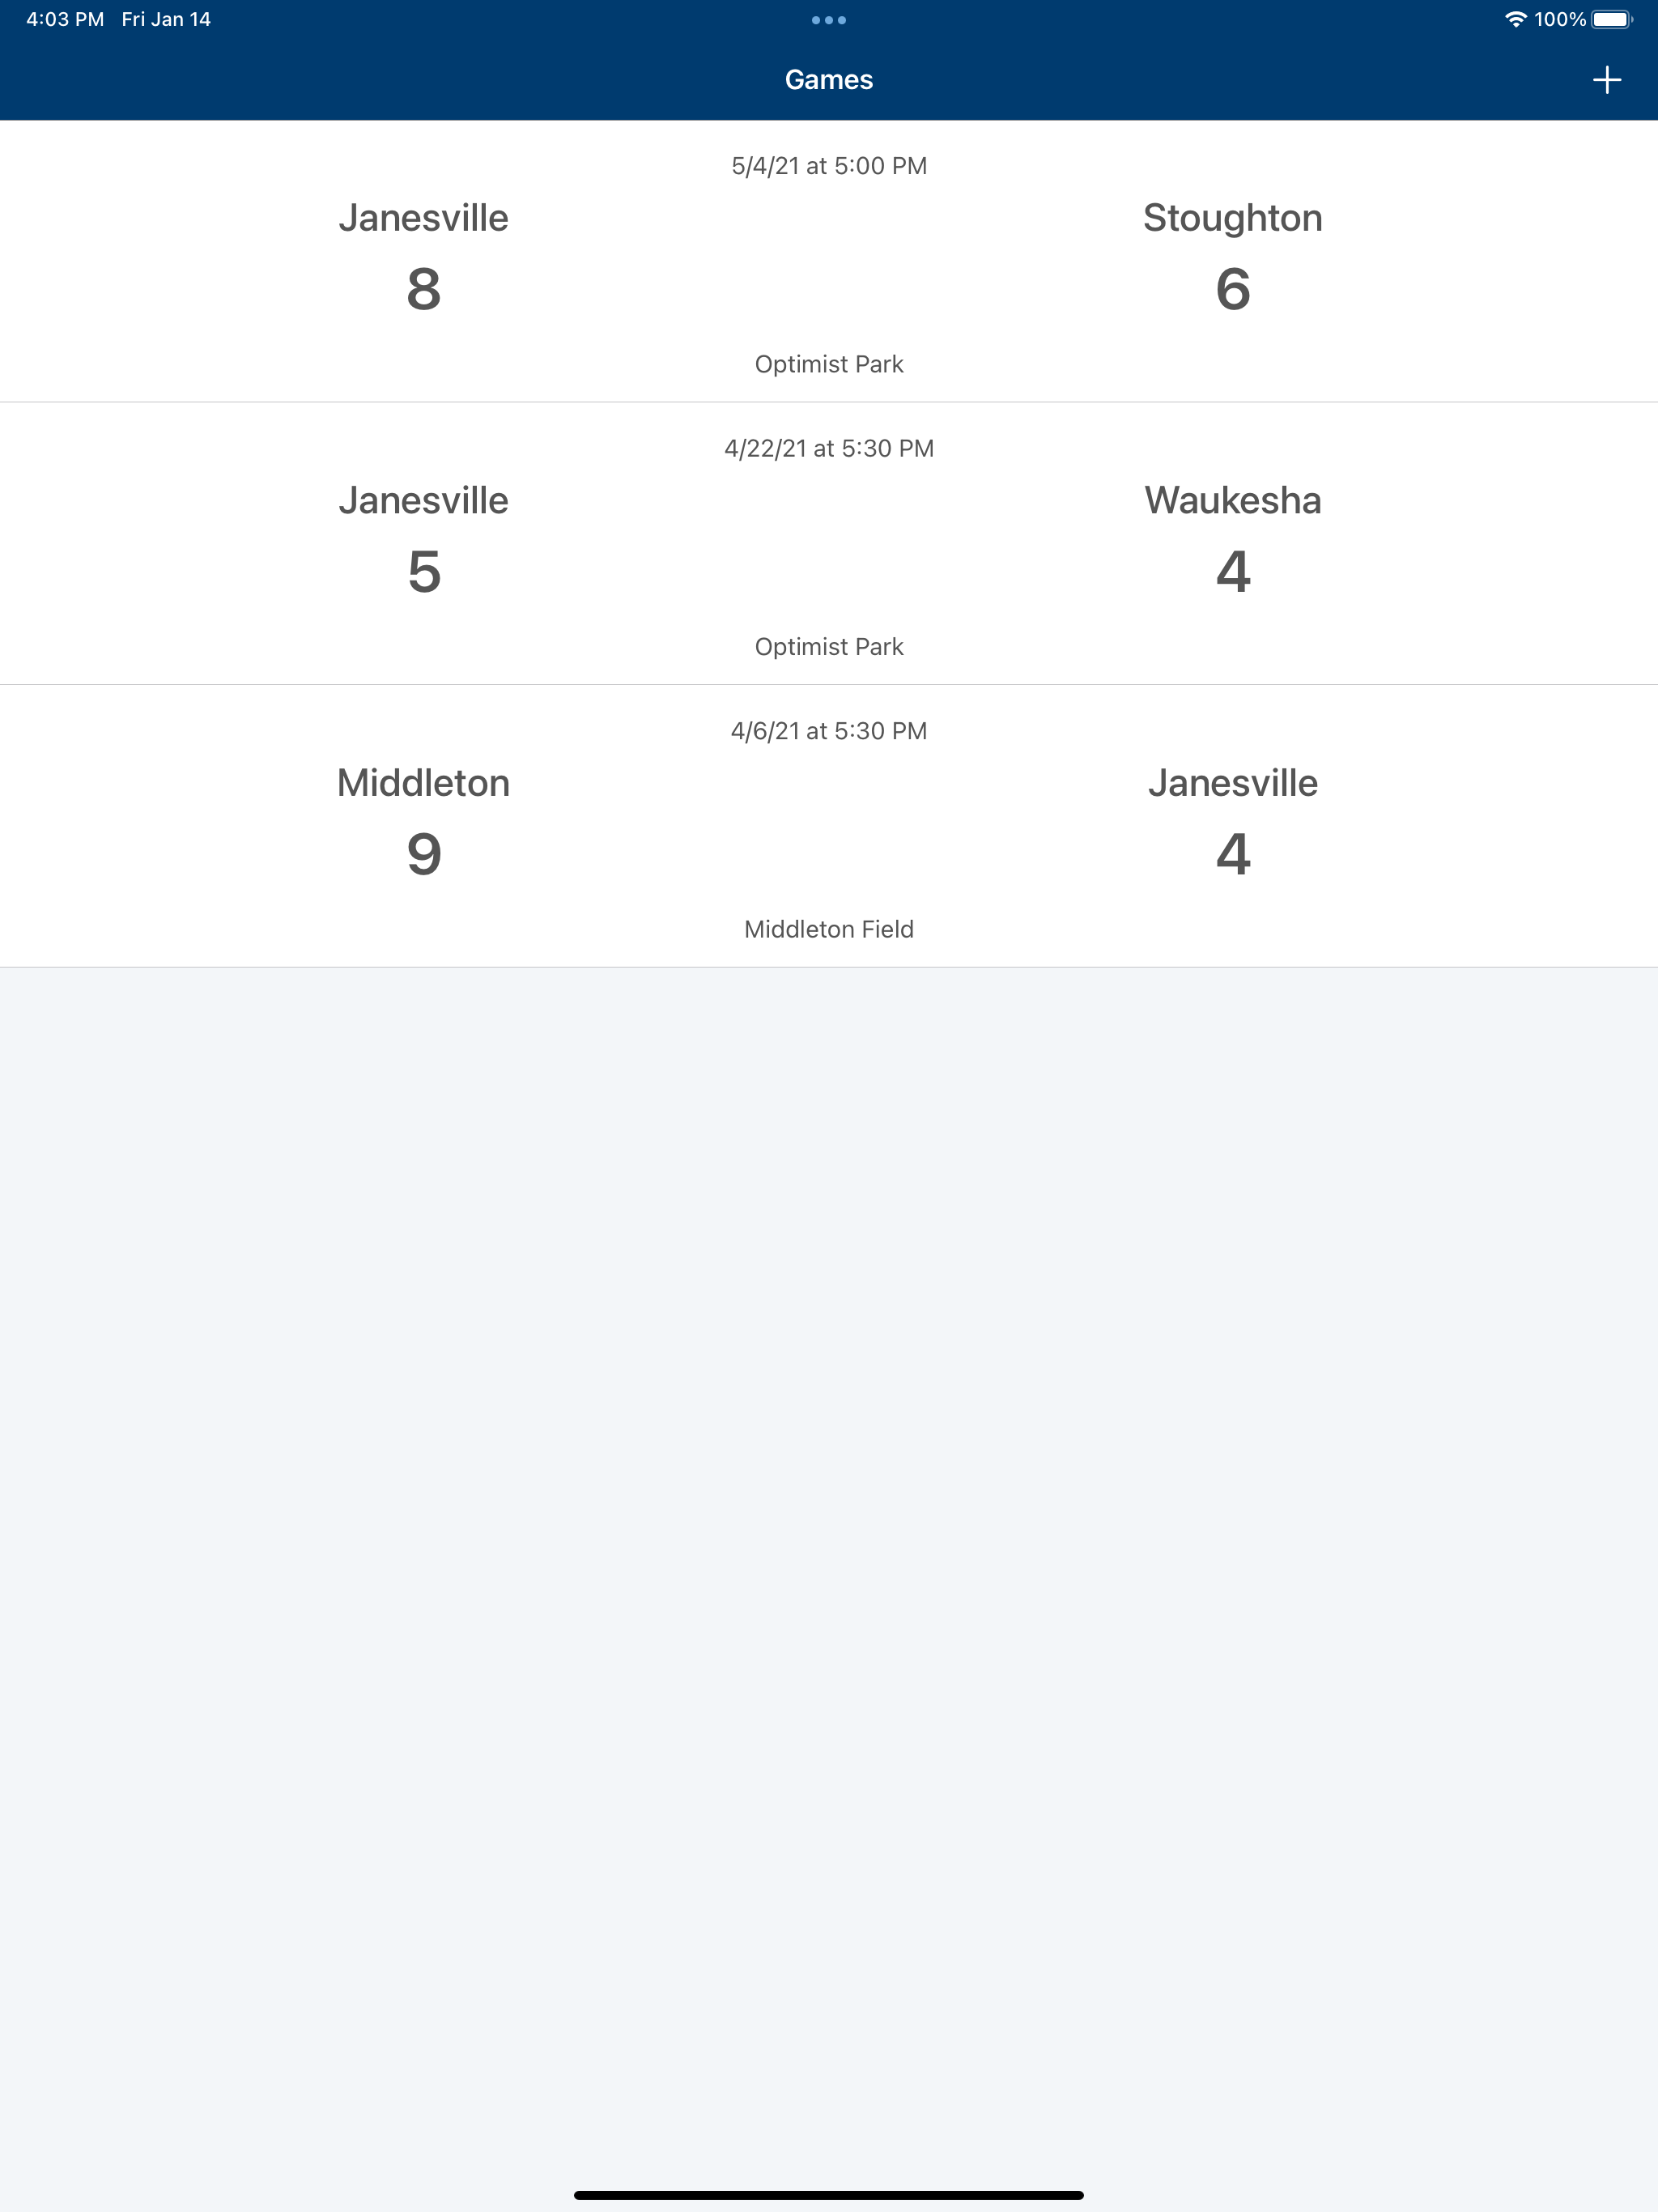 4:03 PM Fri Jan 14 100%
Games
5/4/21 at 5:00 PM
Janesville Stoughton
8 6
Optimist Park
4/22/21 at 5:30 PM
Janesville Waukesha
5 4
Optimist Park
4/6/21 at 5:30 PM
Middleton Janesville
9 4
Middleton Field